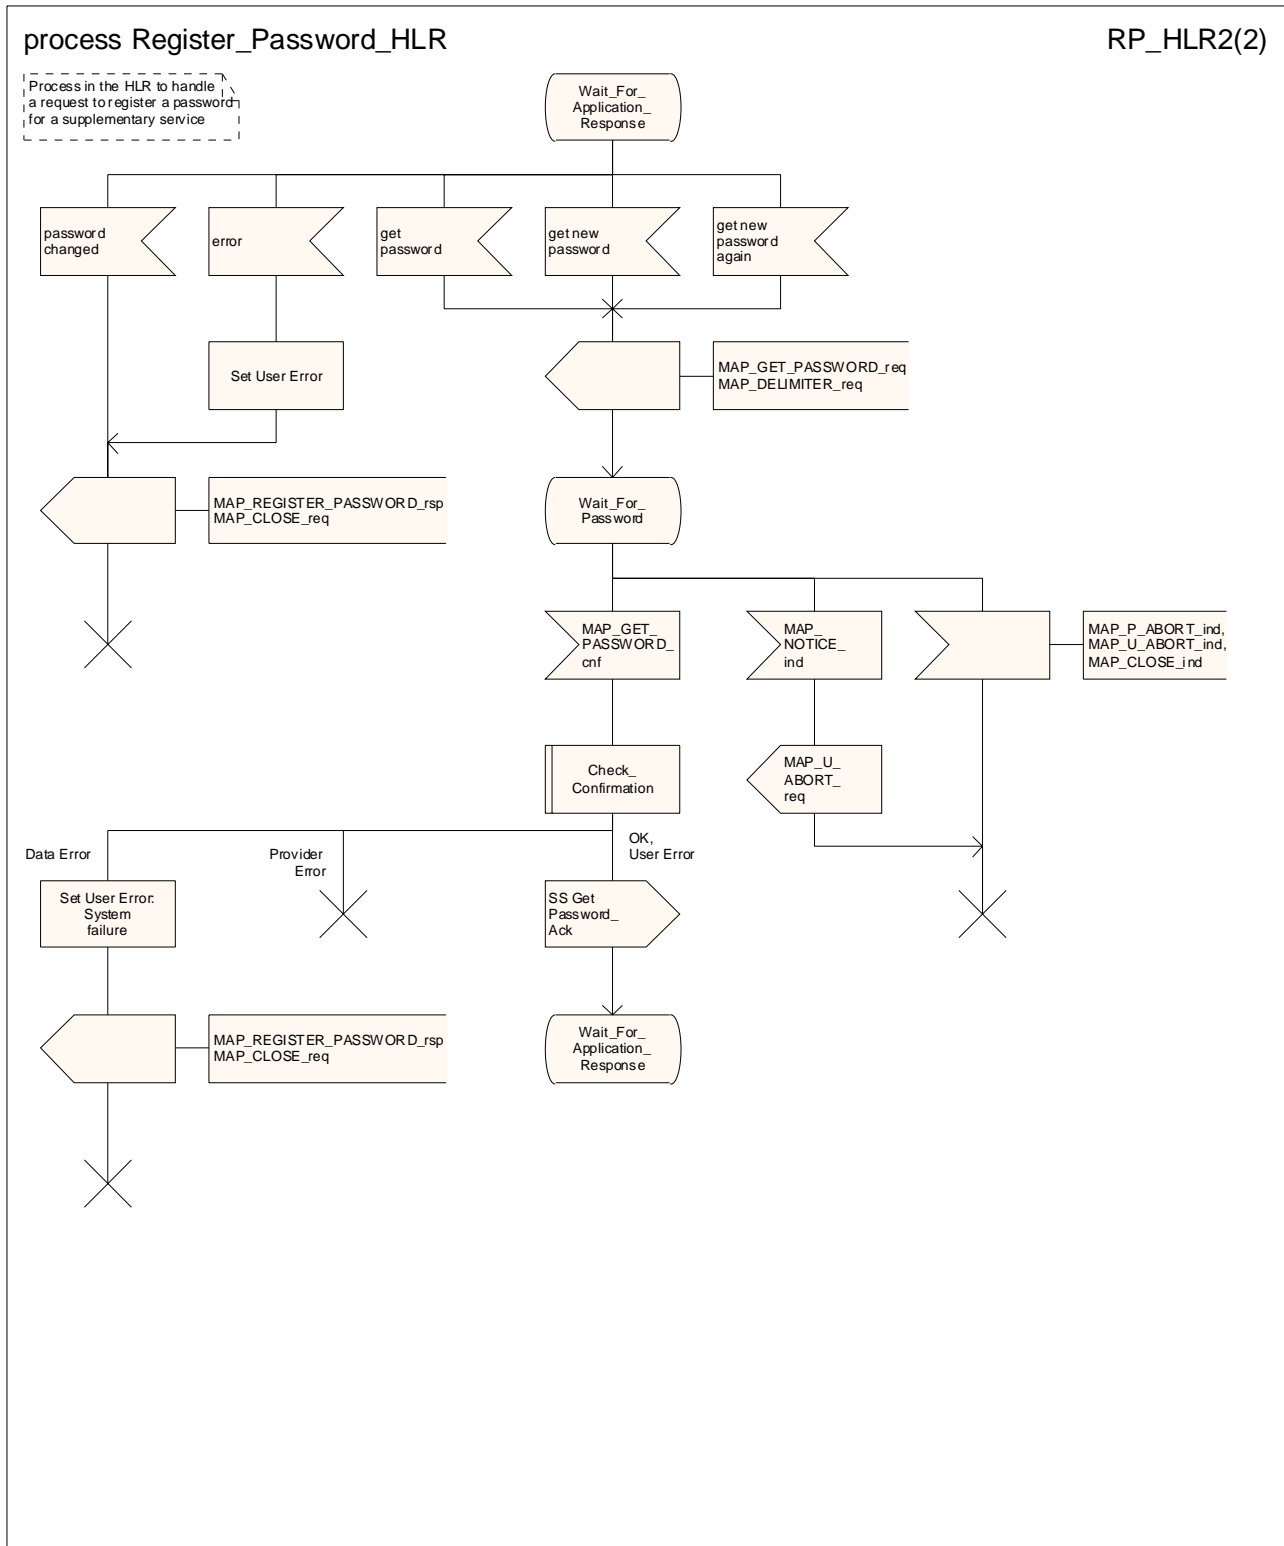 process Register_Password_HLR
RP_HLR2(2)
Process in the HLR to handle
a request to register a password
for a supplementary service
Wait_For_
Application_
Response
password
changed
error
get
password
get new
password
get new
password
again
Set User Error
MAP_GET_PASSWORD_req
MAP_DELIMITER_req
MAP_REGISTER_PASSWORD_rsp
MAP_CLOSE_req
Wait_For_
Password
MAP_GET_
PASSWORD_
cnf
MAP_
NOTICE_
ind
MAP_P_ABORT_ind,
MAP_U_ABORT_ind,
MAP_CLOSE_ind
Check_
Confirmation
MAP_U_
ABORT_
req
Data Error
Provider
Error
OK,
User Error
Set User Error:
System
failure
SS Get
Password_
Ack
MAP_REGISTER_PASSWORD_rsp
MAP_CLOSE_req
Wait_For_
Application_
Response